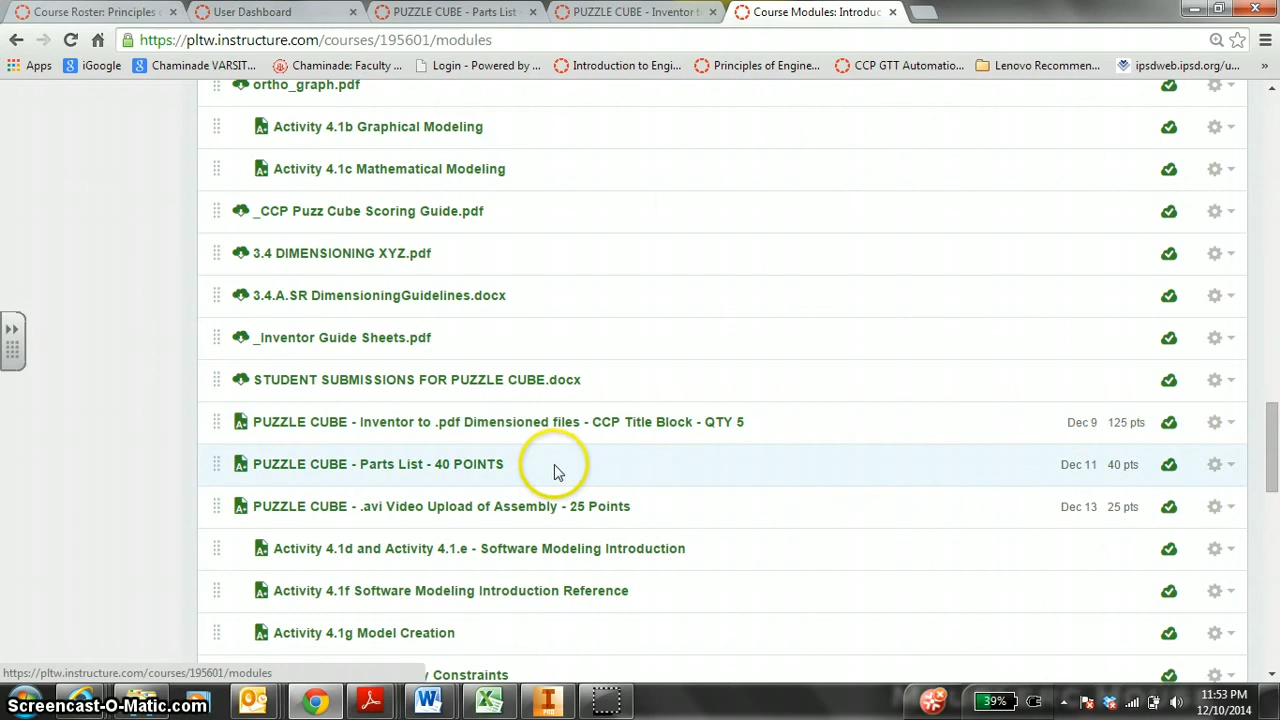 Course Roster: Principles
User Dashboard
PUZZLE CUBE - Parts List
PUZZLE CUBE - Inventor t
Course Modules: Introduc
https://pltw.instructure.com/courses/195601/modules
Apps
iGoogle
Chaminade VARSIT...
Chaminade: Faculty ...
Login - Powered by ...
Introduction to Engi...
Principles of Engine...
CCP GTT Automatio...
Lenovo Recommen...
ipsdweb.ipsd.org/u...
»
ortho_graph.pdf
Activity 4.1b Graphical Modeling
Activity 4.1c Mathematical Modeling
_CCP Puzz Cube Scoring Guide.pdf
3.4 DIMENSIONING XYZ.pdf
3.4.A.SR DimensioningGuidelines.docx
_Inventor Guide Sheets.pdf
STUDENT SUBMISSIONS FOR PUZZLE CUBE.docx
PUZZLE CUBE - Inventor to .pdf Dimensioned files - CCP Title Block - QTY 5 Dec 9 125 pts
PUZZLE CUBE - Parts List - 40 POINTS Dec 11 40 pts
PUZZLE CUBE - .avi Video Upload of Assembly - 25 Points Dec 13 25 pts
Activity 4.1d and Activity 4.1.e - Software Modeling Introduction
Activity 4.1f Software Modeling Introduction Reference
Activity 4.1g Model Creation
Constraints
https://pltw.instructure.com/courses/195601/modules
39%
11:53 PM
12/10/2014
Screencast-O-Matic.com